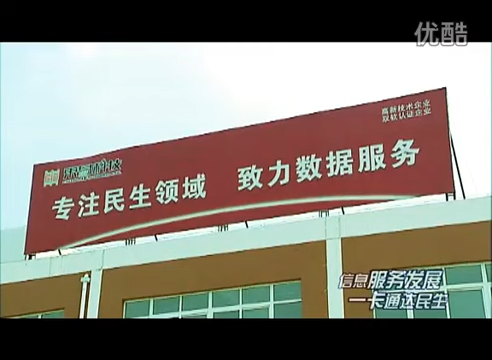 优酷
高新技术企业
双软认证企业
科技
专注民生领域 致力数据服务
信息服务发展
一卡通达民生